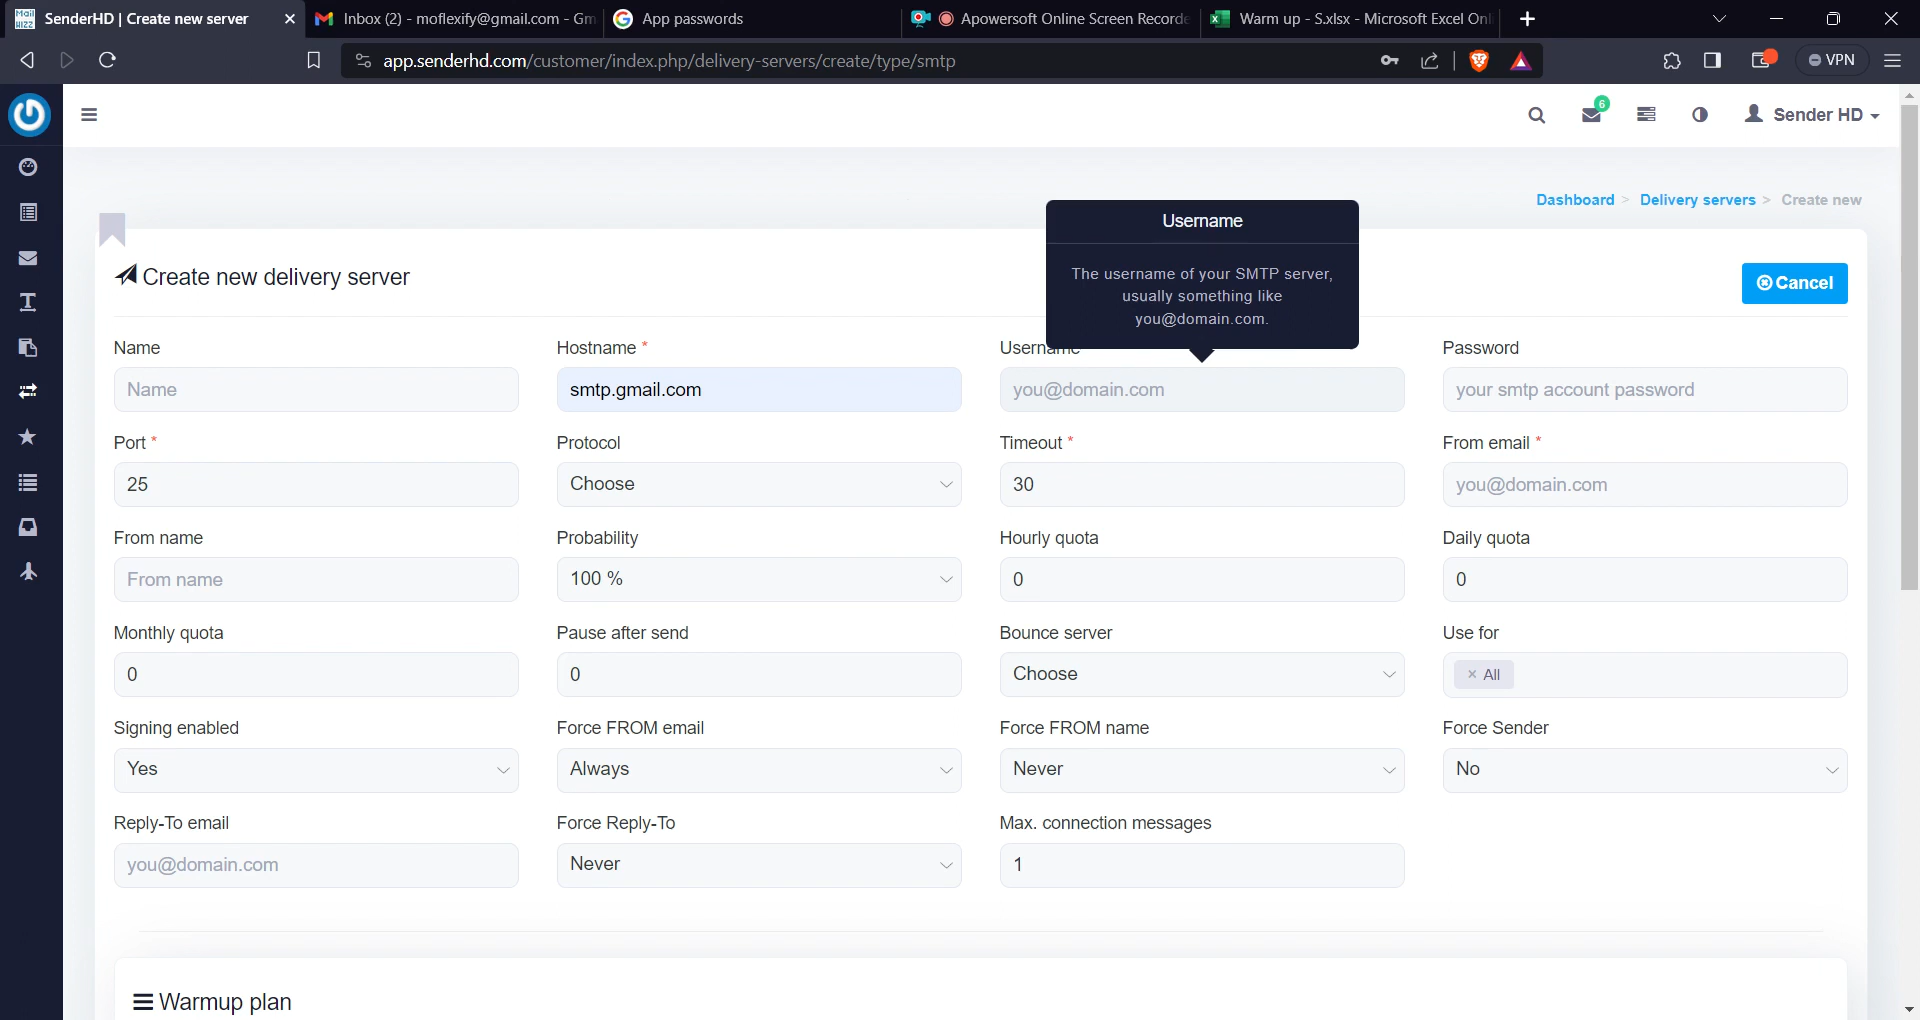 Mail
WIZZ
SenderHD | Create new server
Inbox (2) - moflexify@gmail.com - Gm
App passwords
Apowersoft Online Screen Recorde
Warm up - S.xlsx - Microsoft Excel Onl
app.senderhd.com/customer/index.php/delivery-servers/create/type/smtp
VPN
6
Sender HD
Dashboard > Delivery servers > Create new
Username
The username of your SMTP server,
usually something like
you@domain.com.
Create new delivery server
Cancel
Name
Hostname *
Username
Password
Name
smtp.gmail.com
you@domain.com
your smtp account password
Port *
Protocol
Timeout *
From email *
25
Choose
30
you@domain.com
From name
Probability
Hourly quota
Daily quota
From name
100 %
0
0
Monthly quota
Pause after send
Bounce server
Use for
0
0
Choose
× All
Signing enabled
Force FROM email
Force FROM name
Force Sender
Yes
Always
Never
No
Reply-To email
Force Reply-To
Max. connection messages
you@domain.com
Never
1
Warmup plan